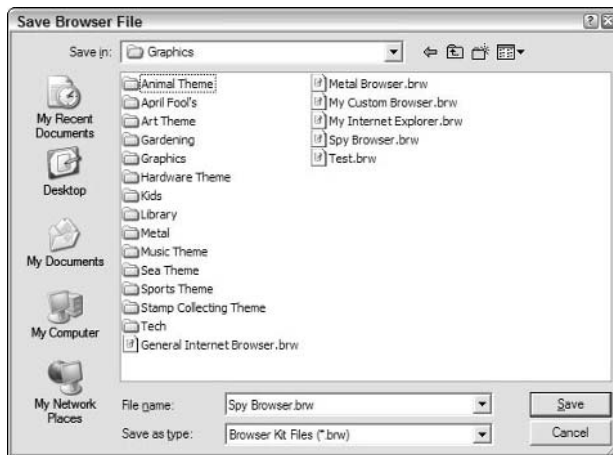 Save Browser File
Save in:
Graphics
My Recent
Documents
Desktop
My Documents
My Computer
My Network
Places
Animal Theme
April Fool's
Art Theme
Gardening
Graphics
Hardware Theme
Kids
Library
Metal
Music Theme
Sea Theme
Sports Theme
Stamp Collecting Theme
Tech
General Internet Browser.brw
Metal Browser.brw
My Custom Browser.brw
My Internet Explorer.brw
Spy Browser.brw
Test.brw
File name:
Spy Browser.brw
Save
Save as type:
Browser Kit Files (*.brw)
Cancel